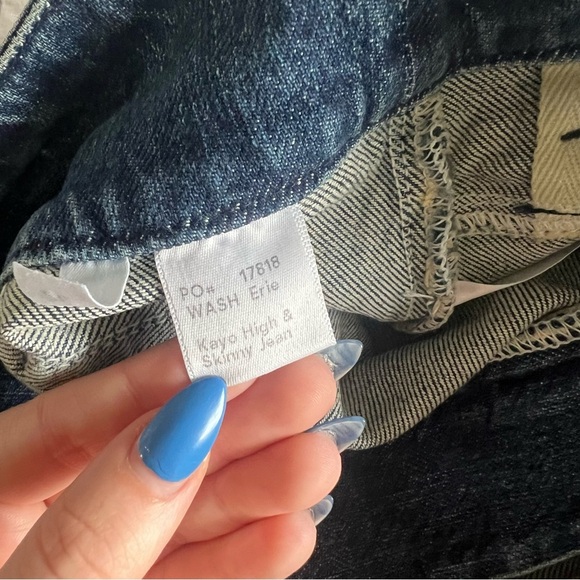 PO# 17818
WASH Erie
Kayo High &
Skinny Jean